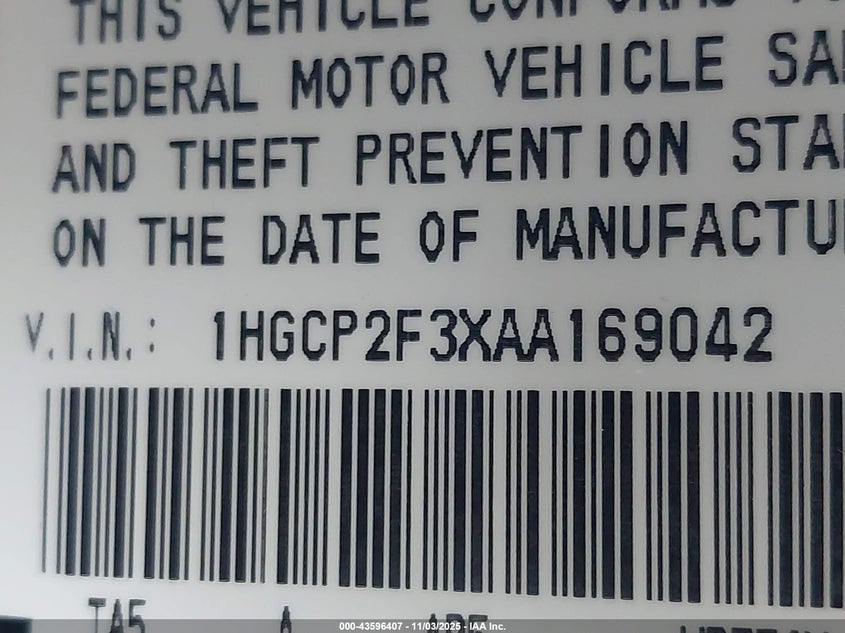 THIS VEHICLE CONFORMS
FEDERAL MOTOR VEHICLE SA
AND THEFT PREVENTION STA
ON THE DATE OF MANUFACTU
V.I.N.: 1HGCP2F3XAA169042
TA5 A
000-43596407 - 11/03/2025 - IAA Inc.